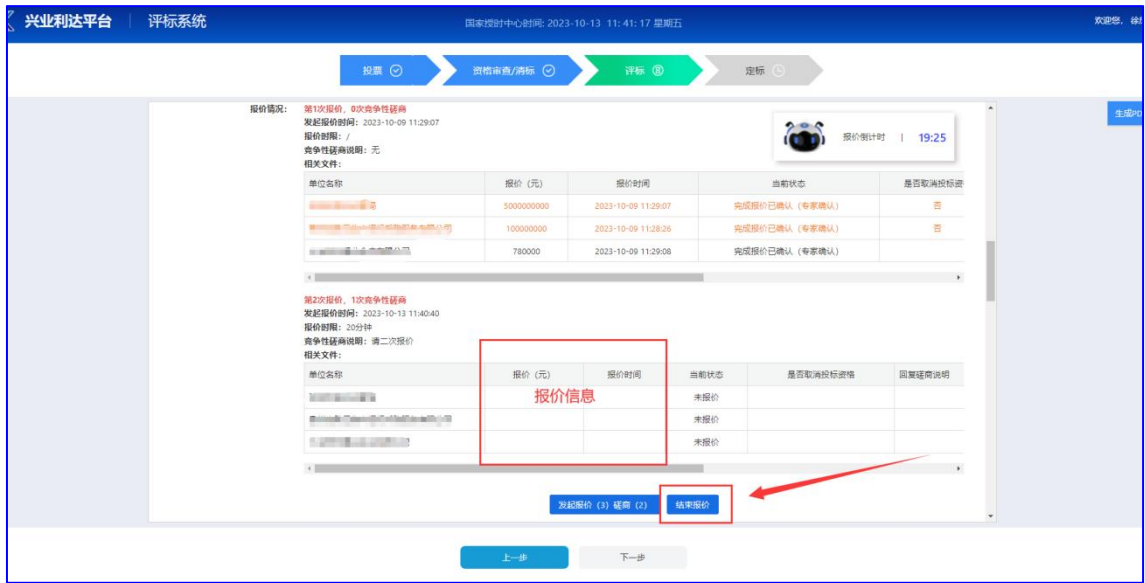 兴业利达平台 评标系统 国家授时中心时间: 2023-10-13 11:41:17 星期五 欢迎您, 徐
投票 资格审查/清标 评标 定标
报价情况: 第1次报价, 0次竞争性磋商
发起报价时间: 2023-10-09 11:29:07
报价时限: /
竞争性磋商说明: 无
相关文件:
报价倒计时 | 19:25
生成PD
单位名称 报价 (元) 报价时间 当前状态 是否取消投标资
5000000000 2023-10-09 11:29:07 完成报价已确认 (专家确认) 否
100000000 2023-10-09 11:28:26 完成报价已确认 (专家确认) 否
780000 2023-10-09 11:29:08 完成报价已确认 (专家确认)
第2次报价, 1次竞争性磋商
发起报价时间: 2023-10-13 11:40:40
报价时限: 20分钟
竞争性磋商说明: 请二次报价
相关文件:
单位名称 报价 (元) 报价时间 当前状态 是否取消投标资格 回复磋商说明
报价信息
未报价
未报价
未报价
发起报价 (3) 磋商 (2) 结束报价
上一步 下一步